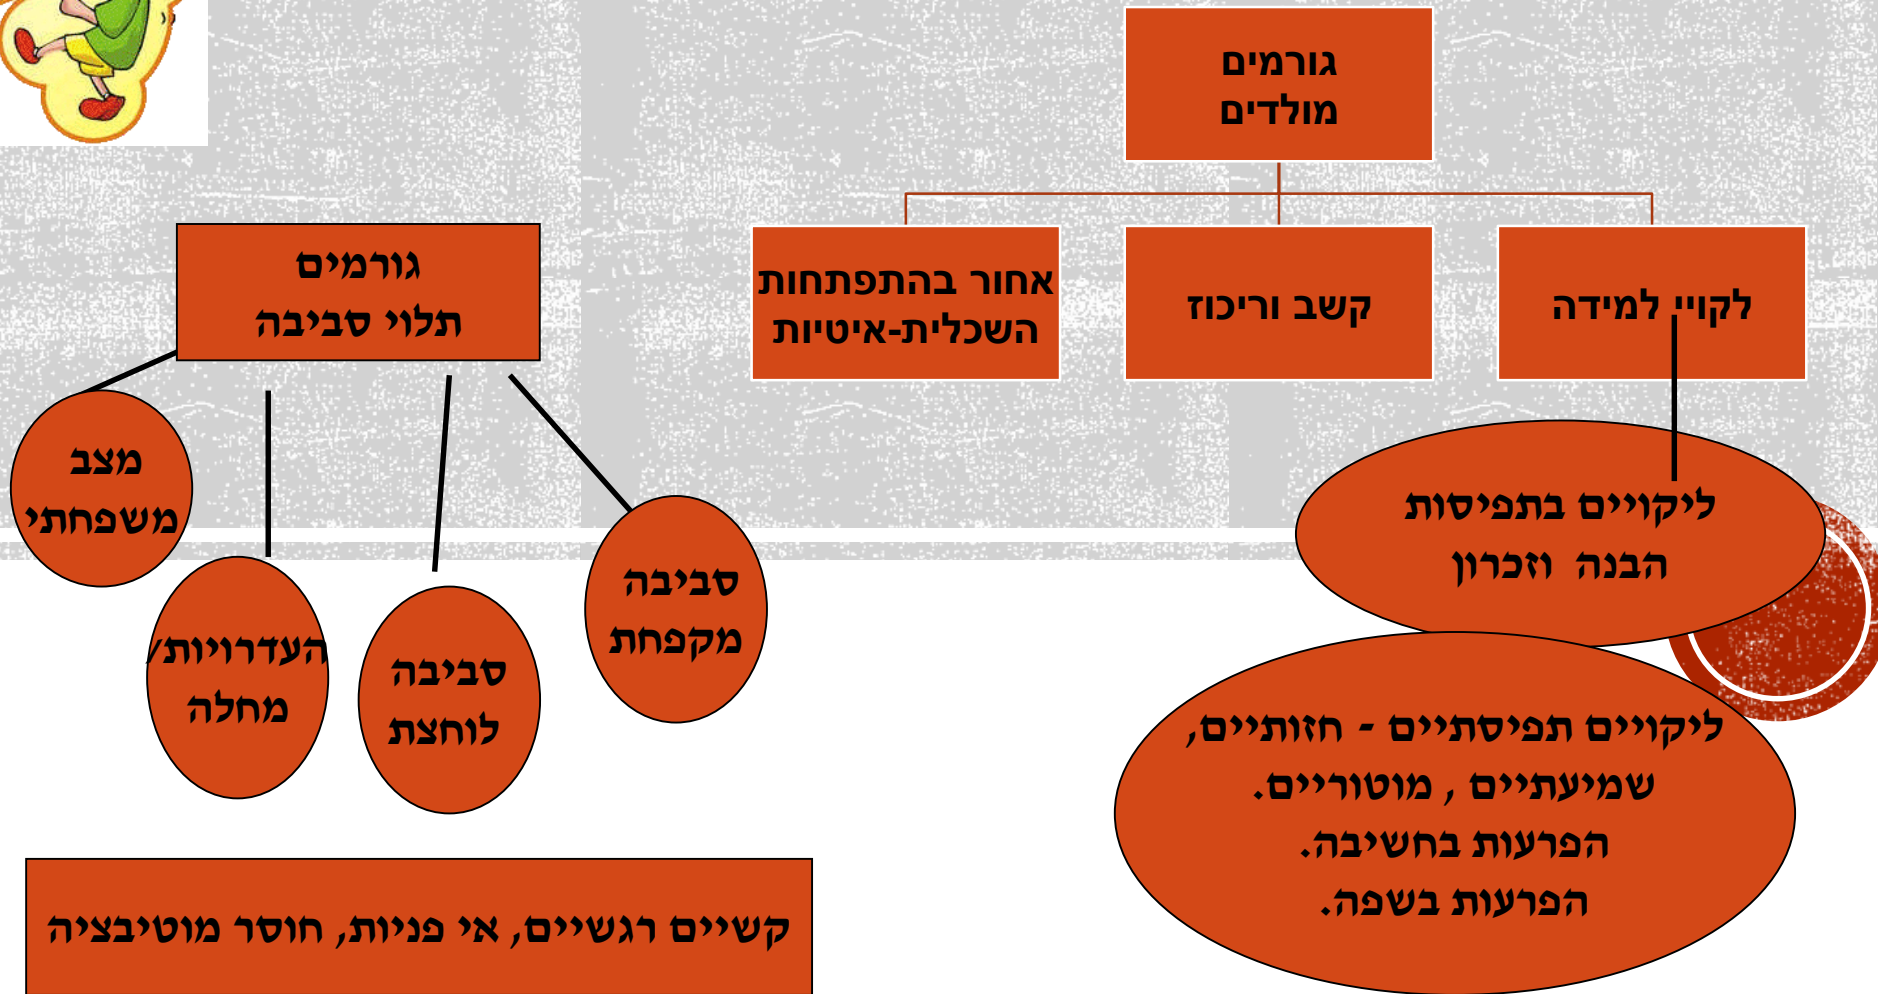 גורמים
מולדים
לקויי למידה
קשב וריכוז
אחור בהתפתחות
השכלית-איטיות
ליקויים בתפיסות
הבנה וזכרון
ליקויים תפיסתיים - חזותיים,
שמיעתיים , מוטוריים.
הפרעות בחשיבה.
הפרעות בשפה.
גורמים
תלוי סביבה
סביבה
מקפחת
סביבה
לוחצת
העדרויות/
מחלה
מצב
משפחתי
קשיים רגשיים, אי פניות, חוסר מוטיבציה